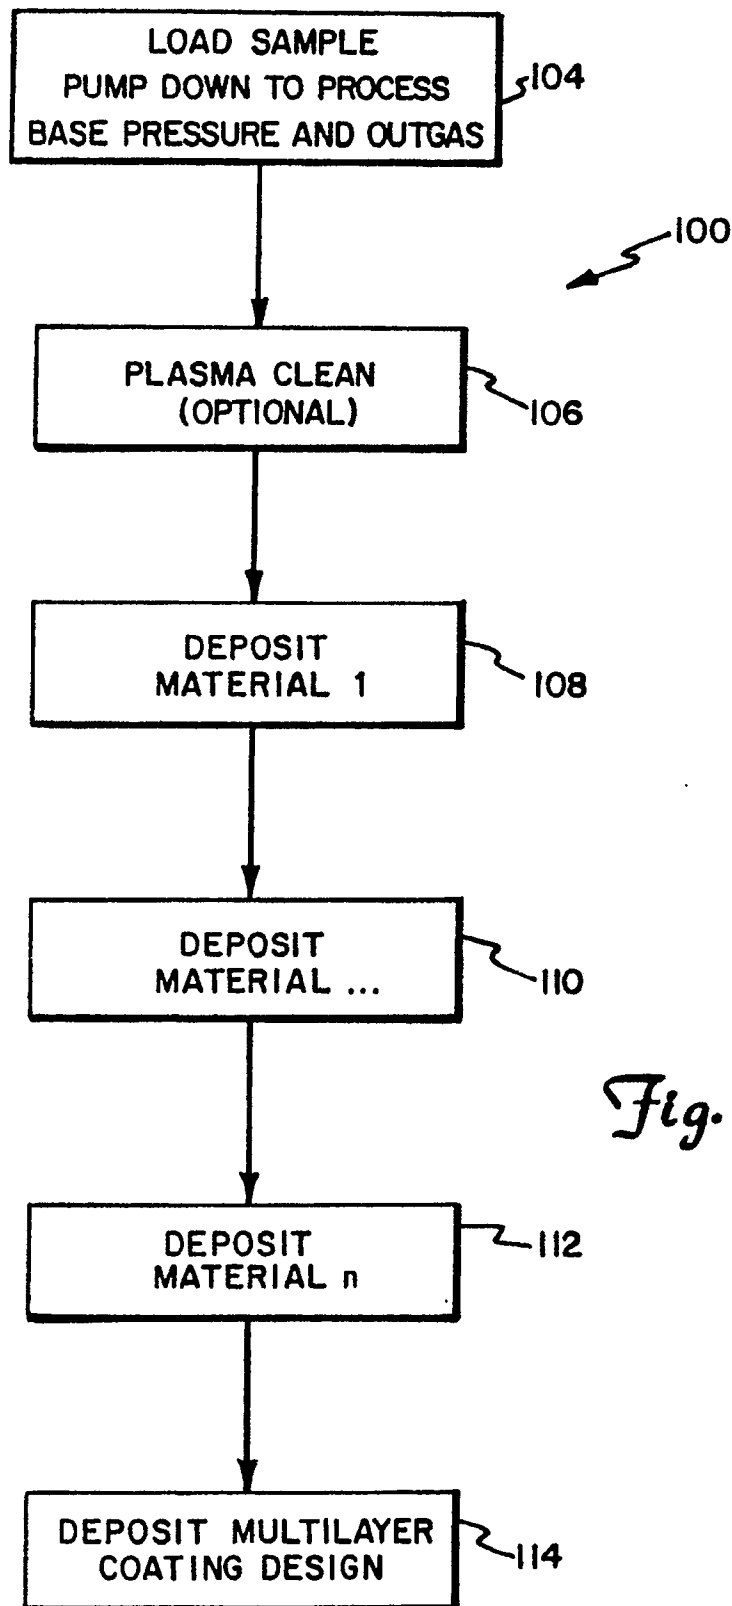 LOAD SAMPLE
PUMP DOWN TO PROCESS
BASE PRESSURE AND OUTGAS
104
100
PLASMA CLEAN
(OPTIONAL)
106
DEPOSIT
MATERIAL 1
108
DEPOSIT
MATERIAL ...
110
Fig.
DEPOSIT
MATERIAL n
112
DEPOSIT MULTILAYER
COATING DESIGN
114